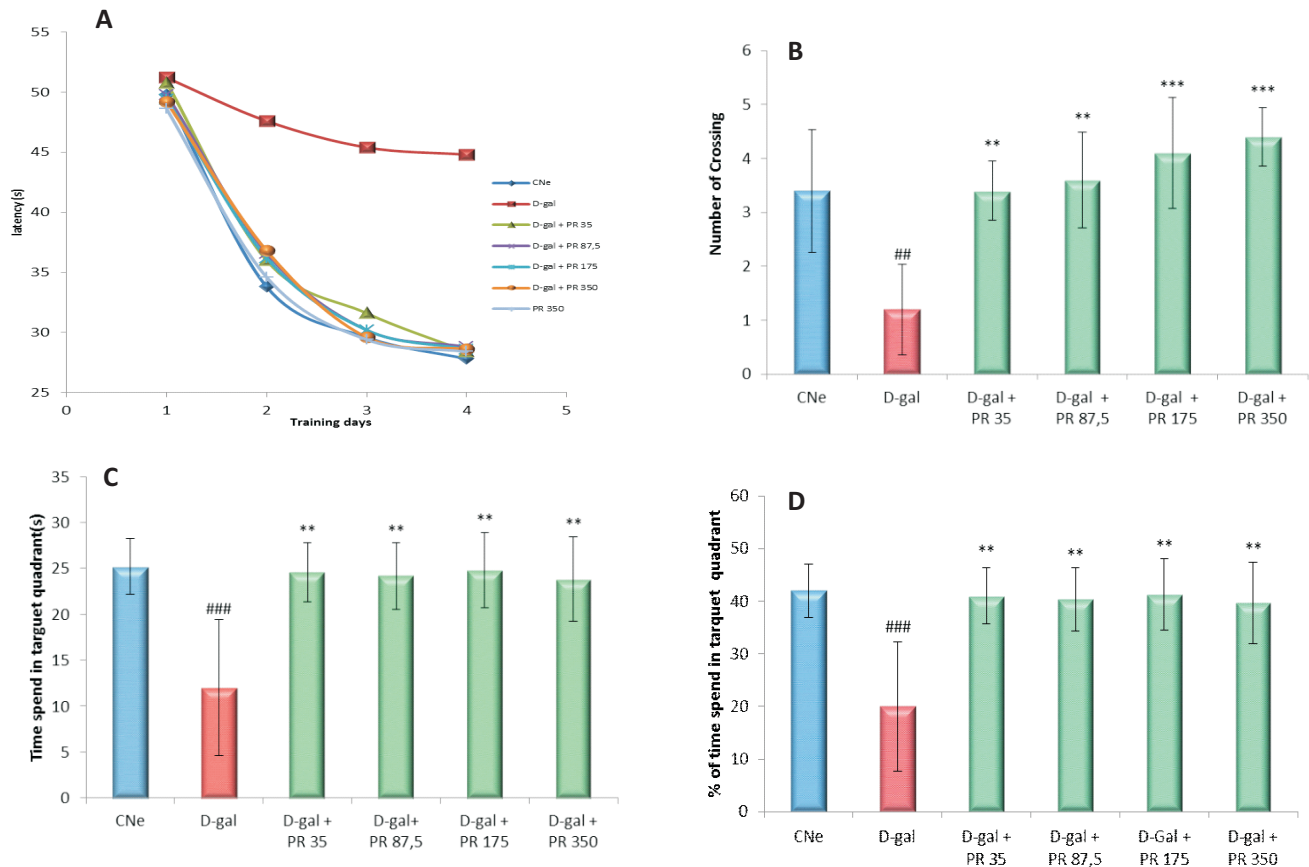 A
55
50
45
40
35
30
25
latency(s)
0
1
2
3
4
5
Training days
CNe
D-gal
D-gal + PR 35
D-gal + PR 87,5
D-gal + PR 175
D-gal + PR 350
PR 350
B
6
5
4
3
2
1
0
Number of Crossing
##
**
**
***
***
CNe
D-gal
D-gal +
PR 35
D-gal +
PR 87,5
D-gal +
PR 175
D-gal +
PR 350
C
35
30
25
20
15
10
5
0
Time spend in targuet quadrant(s)
###
**
**
**
**
CNe
D-gal
D-gal +
PR 35
D-gal+
PR 87,5
D-gal +
PR 175
D-gal +
PR 350
D
60
50
40
30
20
10
0
% of time spend in tarquet quadrant
###
**
**
**
**
CNe
D-gal
D-gal +
PR 35
D-gal +
PR 87,5
D-Gal +
PR 175
D-gal +
PR 350